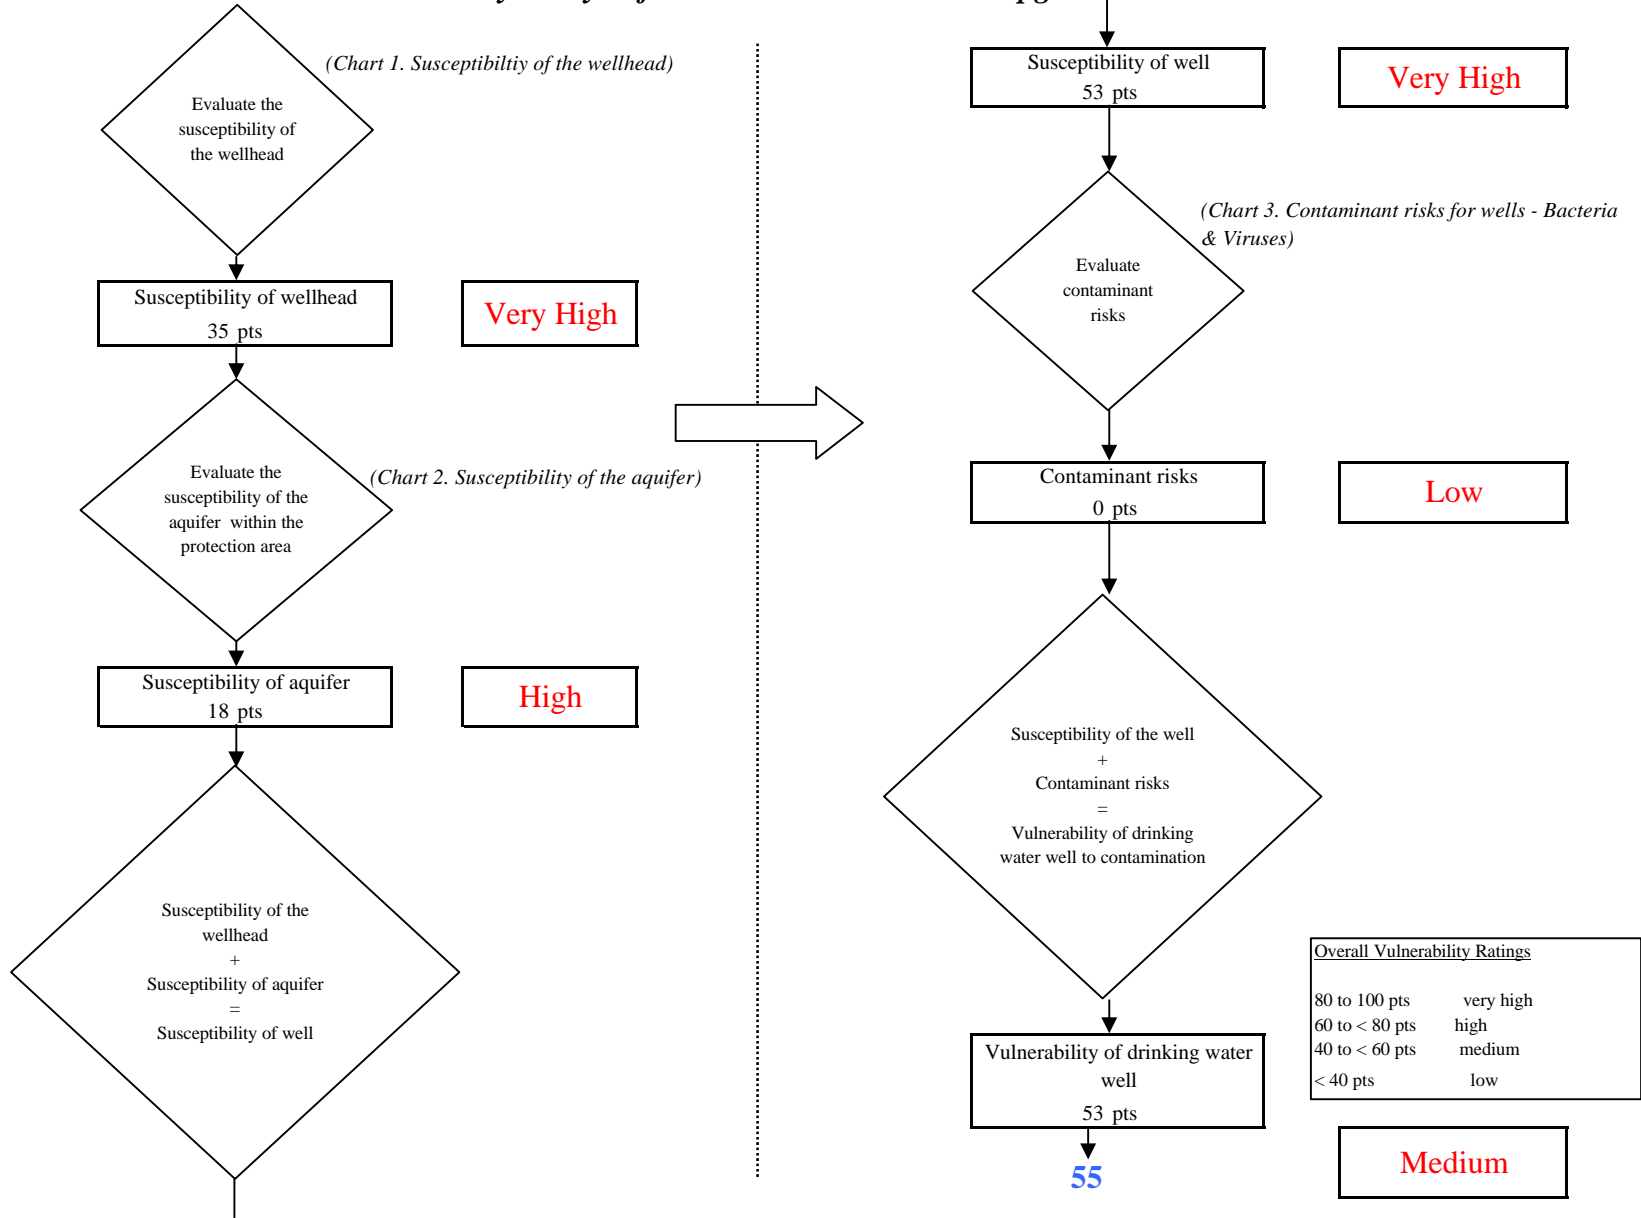 (Chart 1. Susceptibiltiy of the wellhead)
Evaluate the
susceptibility of
the wellhead
Susceptibility of wellhead
35 pts
Very High
Evaluate the
susceptibility of the
aquifer within the
protection area
(Chart 2. Susceptibility of the aquifer)
Susceptibility of aquifer
18 pts
High
Susceptibility of the
wellhead
+
Susceptibility of aquifer
=
Susceptibility of well
Susceptibility of well
53 pts
Very High
(Chart 3. Contaminant risks for wells - Bacteria
& Viruses)
Evaluate
contaminant
risks
Contaminant risks
0 pts
Low
Susceptibility of the well
+
Contaminant risks
=
Vulnerability of drinking
water well to contamination
Overall Vulnerability Ratings
80 to 100 pts very high
60 to < 80 pts high
40 to < 60 pts medium
< 40 pts low
Vulnerability of drinking water
well
53 pts
55
Medium